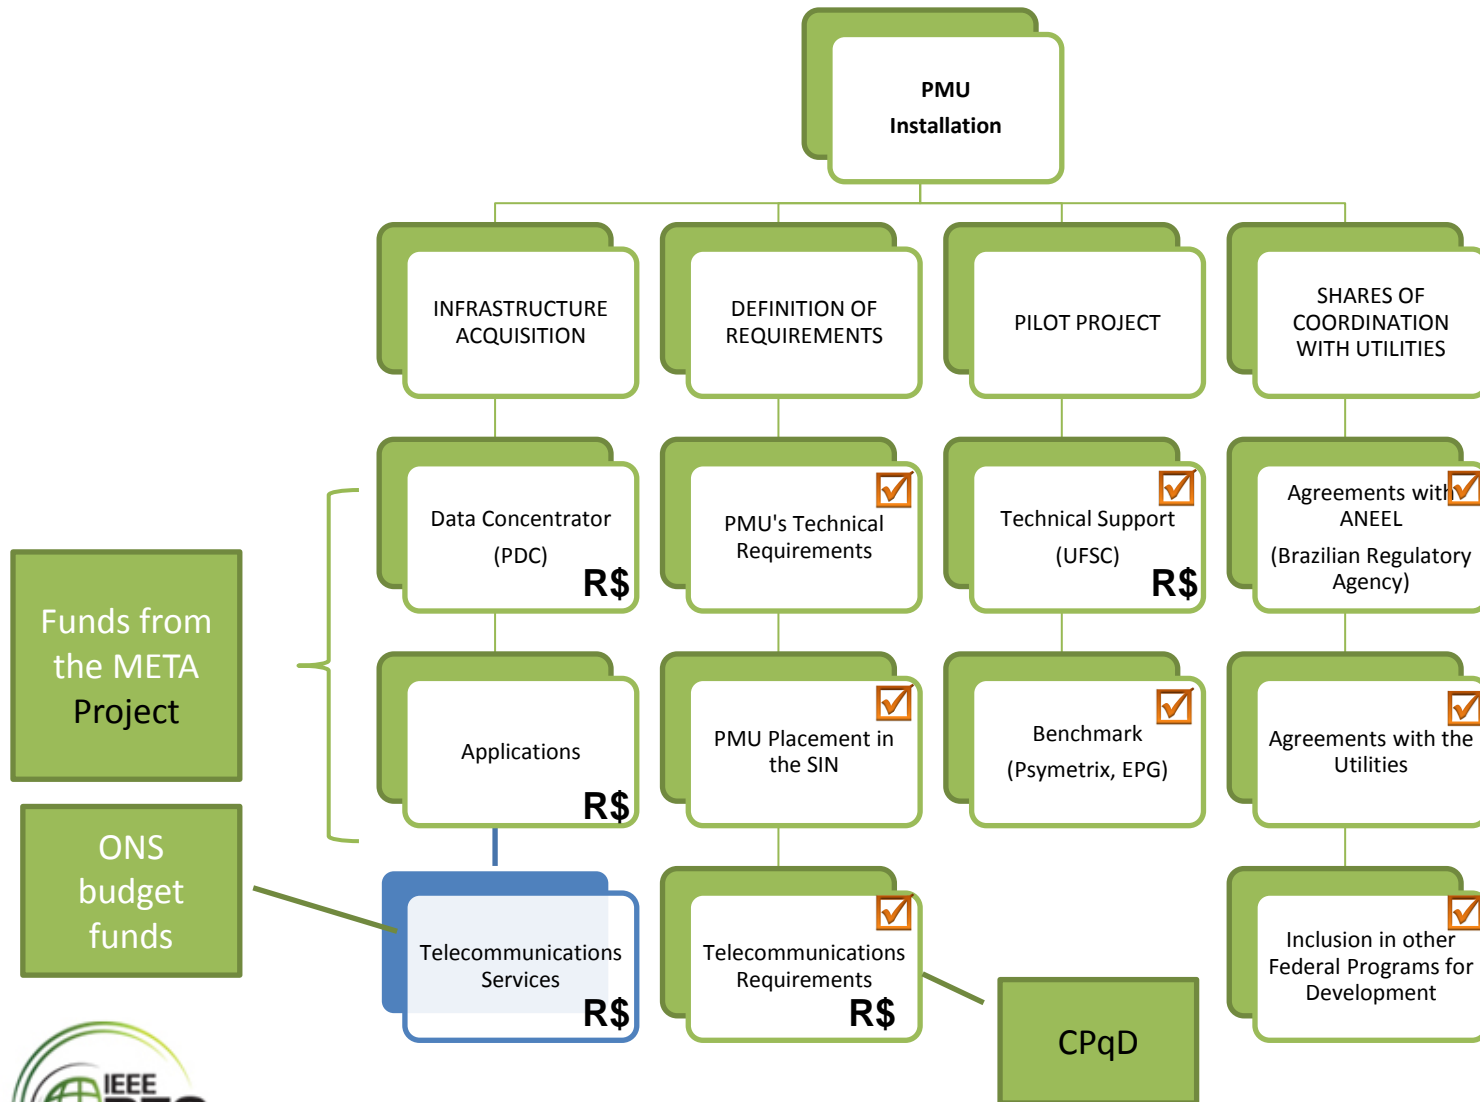 PMU
Installation
INFRASTRUCTURE
ACQUISITION
DEFINITION OF
REQUIREMENTS
PILOT PROJECT
SHARES OF
COORDINATION
WITH UTILITIES
Data Concentrator
(PDC)
R$
PMU's Technical
Requirements
Technical Support
(UFSC)
R$
Agreements with
ANEEL
(Brazilian Regulatory
Agency)
Funds from
the META
Project
Applications
R$
PMU Placement in
the SIN
Benchmark
(Psymetrix, EPG)
Agreements with the
Utilities
ONS
budget
funds
Telecommunications
Services
R$
Telecommunications
Requirements
R$
Inclusion in other
Federal Programs for
Development
CPqD
IEEE